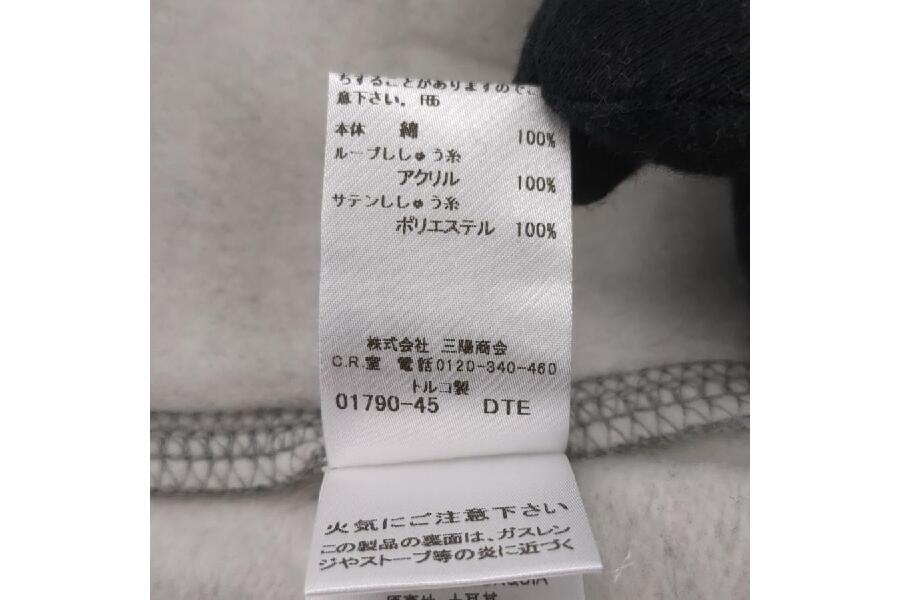 ちすることがありますのでご
意下さい。
本体 綿 100%
ループししゅう糸
アクリル 100%
サテンししゅう糸
ポリエステル 100%
株式会社 三陽商会
C.R.室 電話0120-340-460
トルコ製
01790-45 DTE
火気にご注意下さい
この製品の裏面は、ガスレン
ジやストーブ等の炎に近づく